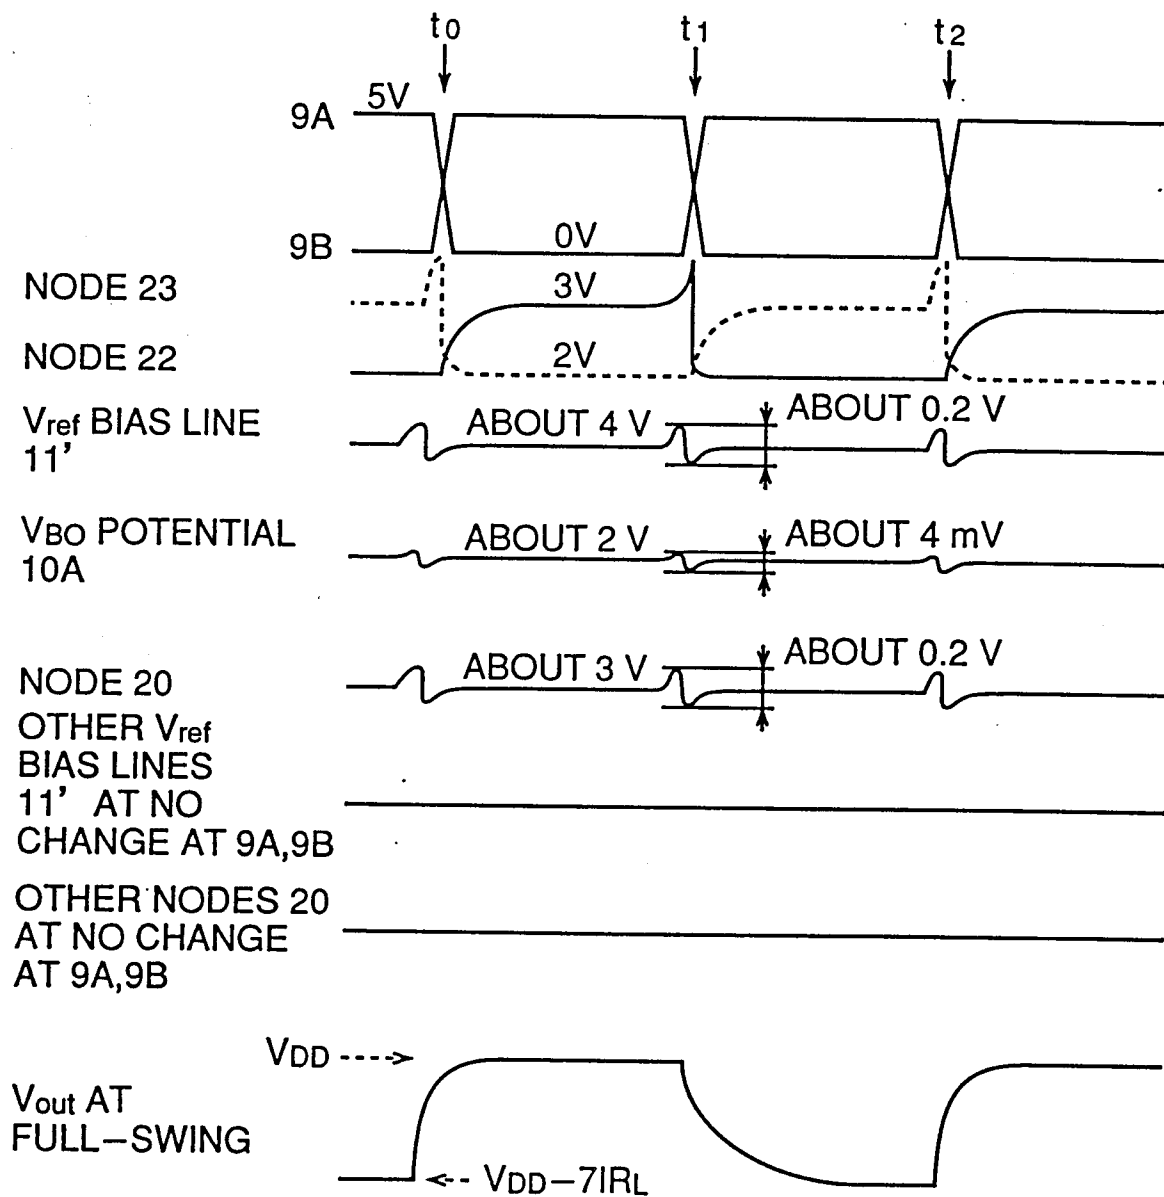 t0 t1 t2
5V
9A
9B 0V
NODE 23 3V
NODE 22 2V
Vref BIAS LINE
11' ABOUT 4 V ABOUT 0.2 V
VBO POTENTIAL
10A ABOUT 2 V ABOUT 4 mV
NODE 20 ABOUT 3 V ABOUT 0.2 V
OTHER Vref
BIAS LINES
11' AT NO
CHANGE AT 9A,9B
OTHER NODES 20
AT NO CHANGE
AT 9A,9B
VDD
Vout AT
FULL-SWING
VDD-7IRL